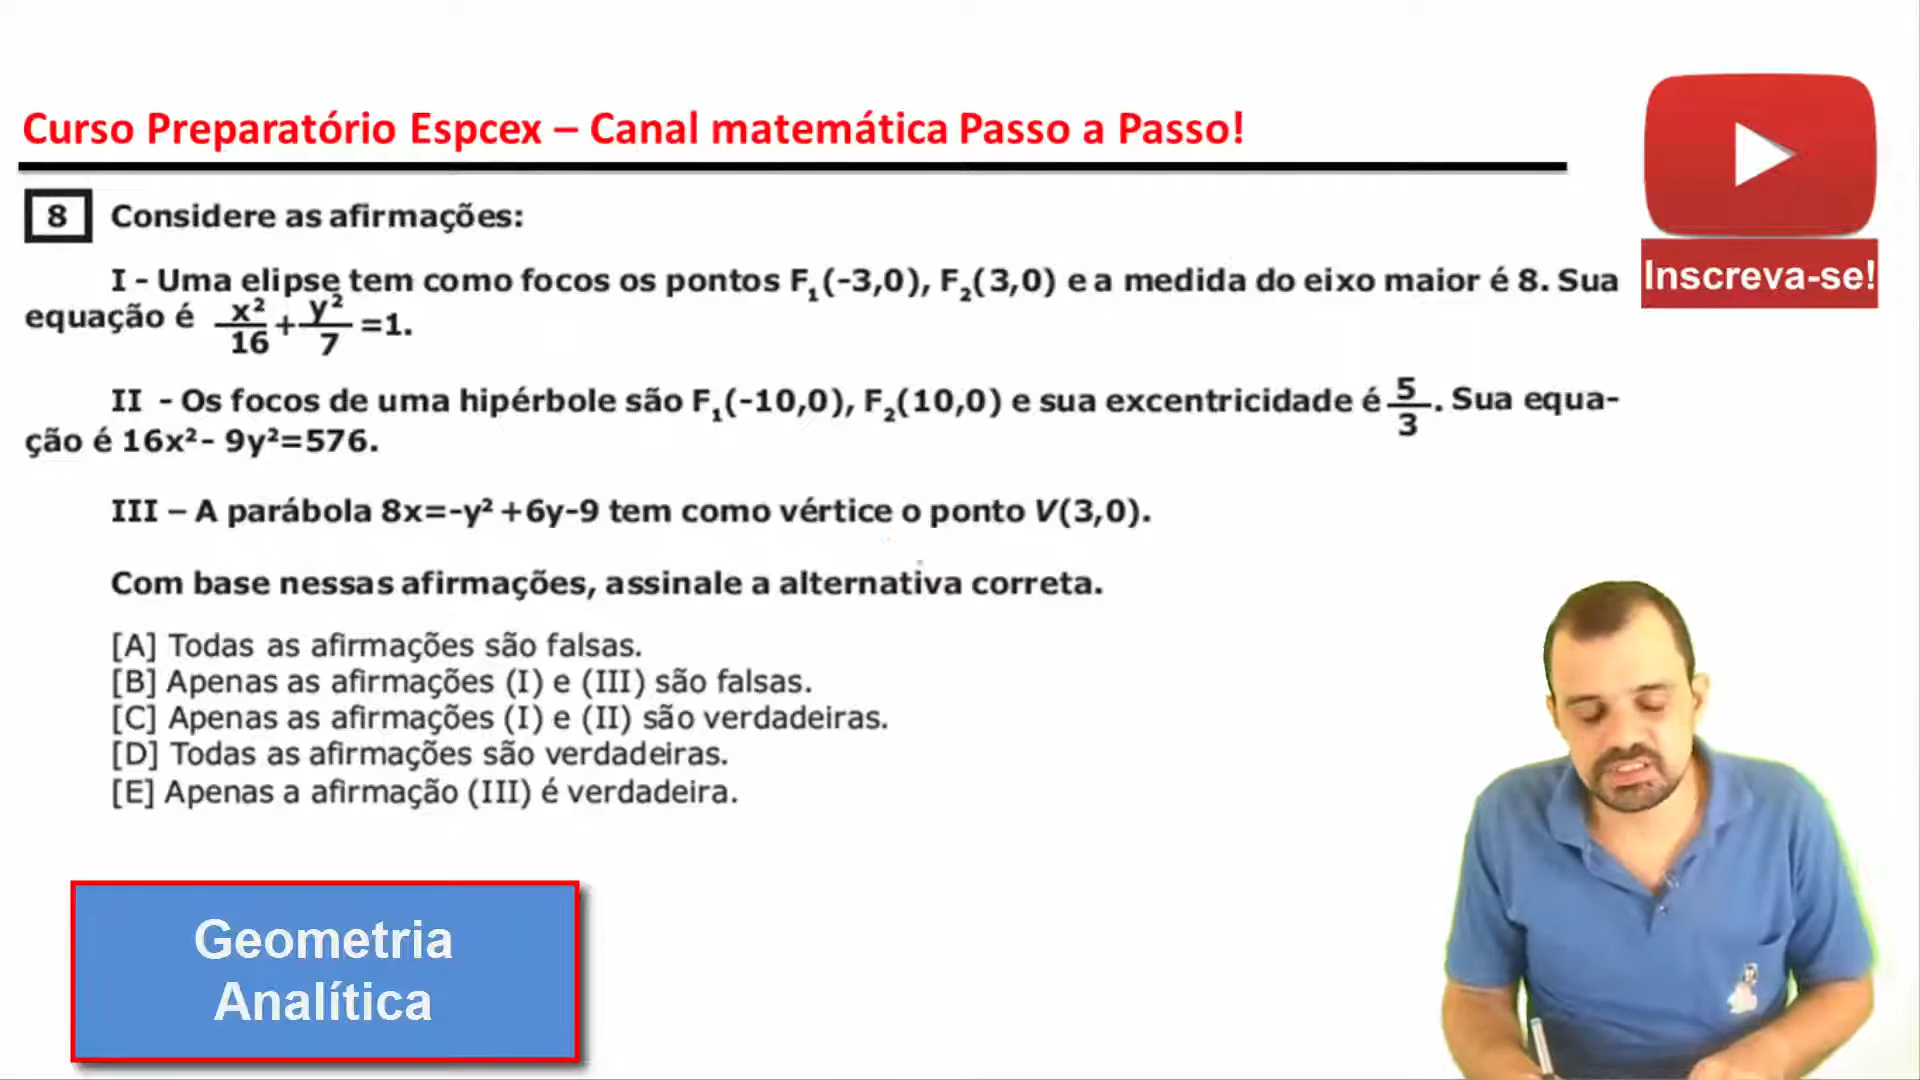 Curso Preparatório Espcex – Canal matemática Passo a Passo!
8 Considere as afirmações:
I - Uma elipse tem como focos os pontos F₁(-3,0), F₂(3,0) e a medida do eixo maior é 8. Sua
equação é x²/16 + y²/7 =1.
II - Os focos de uma hipérbole são F₁(-10,0), F₂(10,0) e sua excentricidade é 5/3. Sua equa-
ção é 16x²- 9y²=576.
III – A parábola 8x=-y² +6y-9 tem como vértice o ponto V(3,0).
Com base nessas afirmações, assinale a alternativa correta.
[A] Todas as afirmações são falsas.
[B] Apenas as afirmações (I) e (III) são falsas.
[C] Apenas as afirmações (I) e (II) são verdadeiras.
[D] Todas as afirmações são verdadeiras.
[E] Apenas a afirmação (III) é verdadeira.
Inscreva-se!
Geometria
Analítica